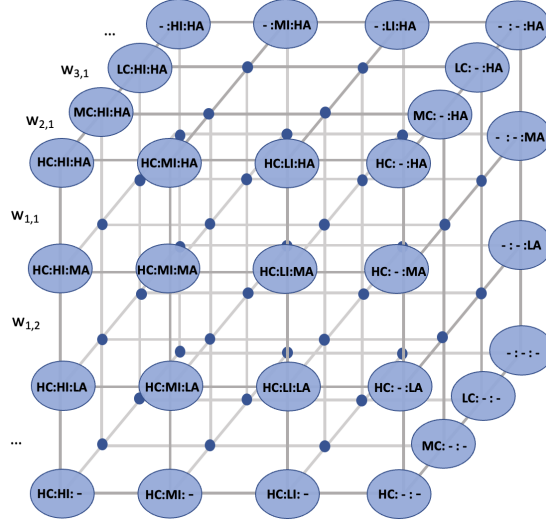 ...
- :HI:HA
- :MI:HA
- :LI:HA
- : - :HA
w3,1
LC:HI:HA
LC: - :HA
MC:HI:HA
MC: - :HA
w2,1
- : - :MA
HC:HI:HA
HC:MI:HA
HC:LI:HA
HC: - :HA
w1,1
- : - :LA
HC:HI:MA
HC:MI:MA
HC:LI:MA
HC: - :MA
w1,2
- : - : -
HC:HI:LA
HC:MI:LA
HC:LI:LA
HC: - :LA
LC: - : -
...
MC: - : -
HC:HI: -
HC:MI: -
HC:LI: -
HC: - : -